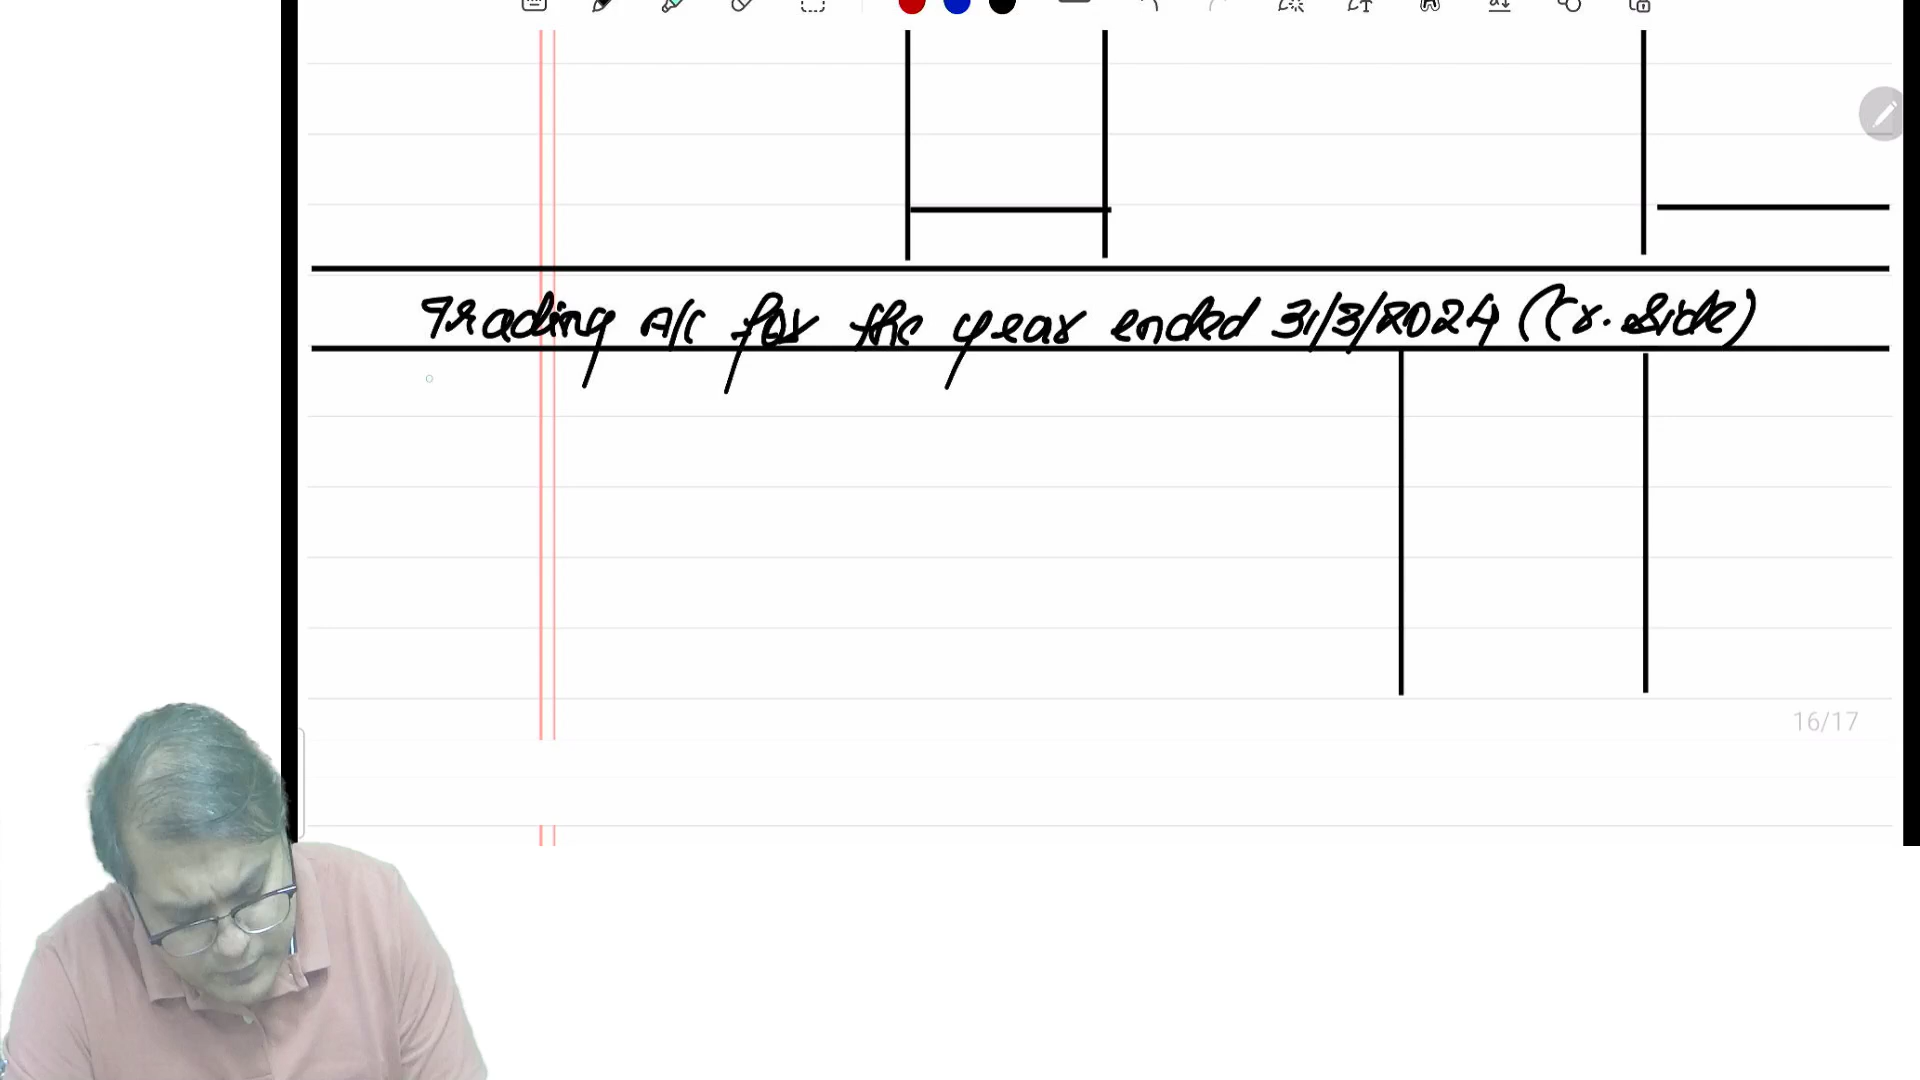 Trading A/c for the year ended 31/3/2024 (Cr. Side)
16/17